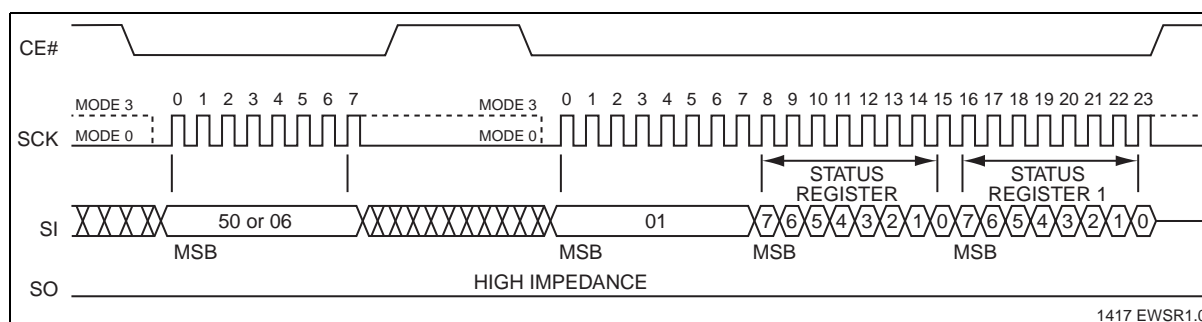 CE#
MODE 3 0 1 2 3 4 5 6 7 MODE 3 0 1 2 3 4 5 6 7 8 9 10 11 12 13 14 15 16 17 18 19 20 21 22 23
SCK MODE 0 MODE 0
STATUS REGISTER STATUS REGISTER 1
SI 50 or 06 01 7 6 5 4 3 2 1 0 7 6 5 4 3 2 1 0
MSB MSB MSB MSB
SO HIGH IMPEDANCE